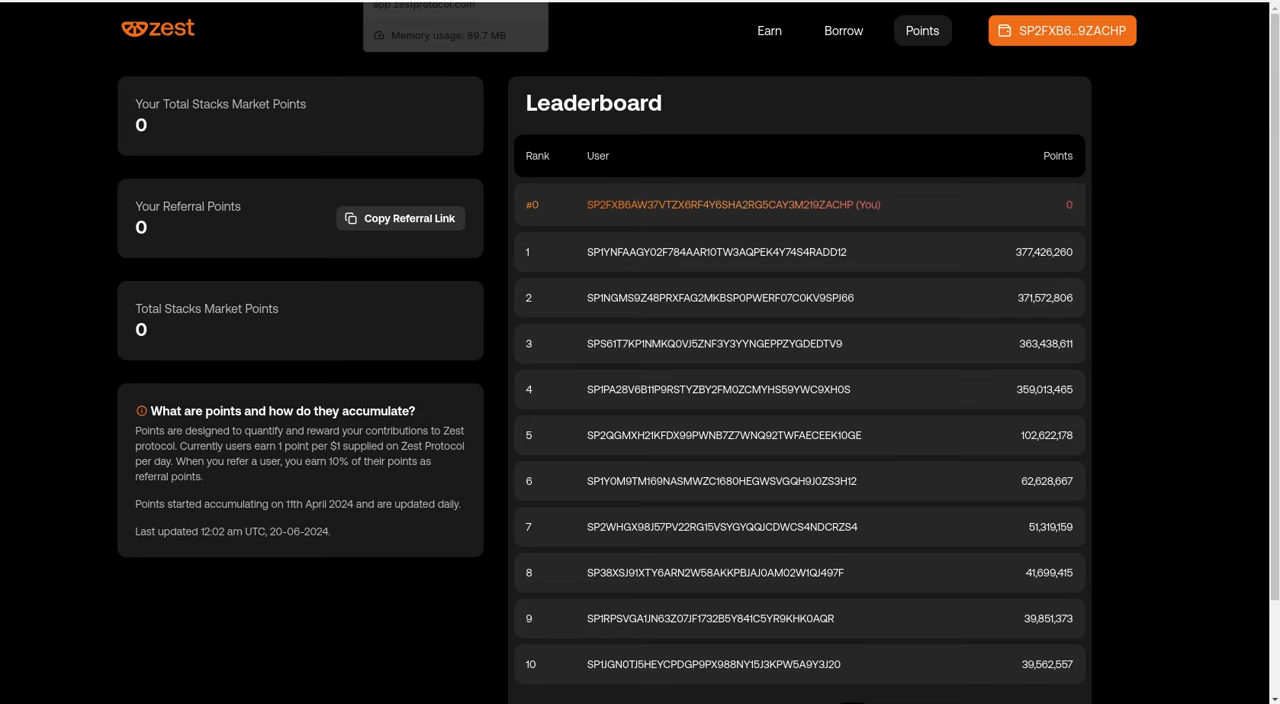 app.zestprotocol.com
Memory usage: 89.7 MB
zest
Earn
Borrow
Points
SP2FXB6...9ZACHP
Your Total Stacks Market Points
0
Your Referral Points
0
Copy Referral Link
Total Stacks Market Points
0
What are points and how do they accumulate?
Points are designed to quantify and reward your contributions to Zest
protocol. Currently users earn 1 point per $1 supplied on Zest Protocol
per day. When you refer a user, you earn 10% of their points as
referral points.
Points started accumulating on 11th April 2024 and are updated daily.
Last updated 12:02 am UTC, 20-06-2024.
Leaderboard
Rank User Points
#0 SP2FXB6AW37VTZX6RF4Y6SHA2RG5CAY3M219ZACHP (You) 0
1 SP1YNFAAGY02F784AAR10TW3AQPEK4Y74S4RADD12 377,426,260
2 SP1NGMS9Z48PRXFAG2MKBSP0PWERF07C0KV9SPJ66 371,572,806
3 SPS61T7KP1NMKQ0VJ5ZNF3Y3YYNGEPPZYGDEDTV9 363,438,611
4 SP1PA28V6B11P9RSTYZBY2FM0ZCMYHS59YWC9XH0S 359,013,465
5 SP2QGMXH21KFDX99PWNB7Z7WNQ92TWFAECEEK10GE 102,622,178
6 SP1Y0M9TM169NASMWZC1680HEGWSVGQH9J0ZS3H12 62,628,667
7 SP2WHGX98J57PV22RG15VSYGYQQJCDWCS4NDCRZS4 51,319,159
8 SP38XSJ91XTY6ARN2W58AKKPBJAJ0AM02W1QJ497F 41,699,415
9 SP1RPSVGA1JN63Z07JF1732B5Y841C5YR9KHK0AQR 39,851,373
10 SP1JGN0TJ5HEYCPDGP9PX988NY15J3KPW5A9Y3J20 39,562,557